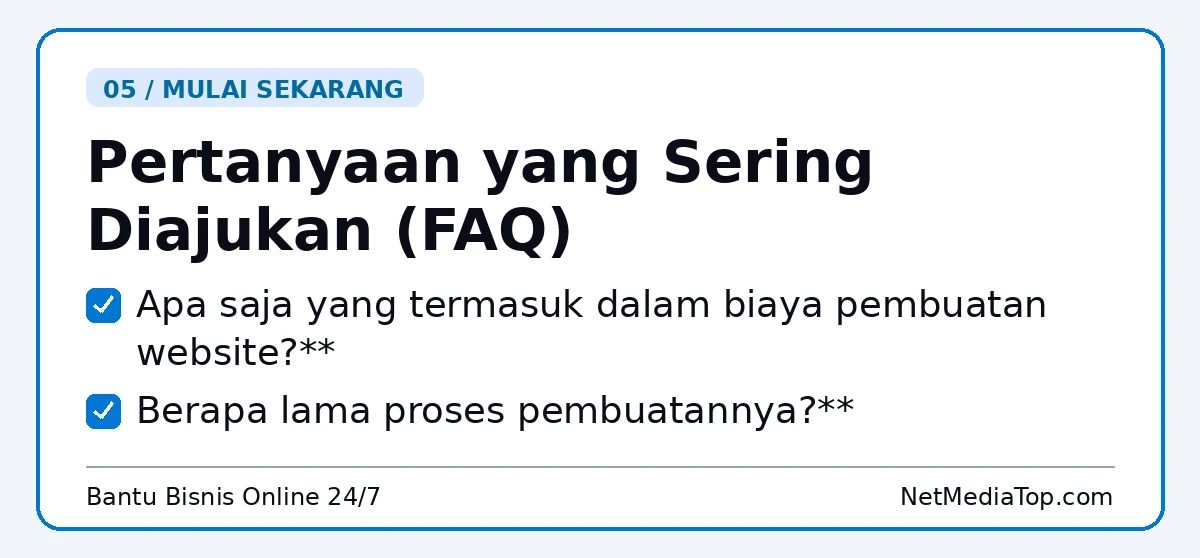 05 / MULAI SEKARANG
Pertanyaan yang Sering
Diajukan (FAQ)
Apa saja yang termasuk dalam biaya pembuatan
website?**
Berapa lama proses pembuatannya?**
Bantu Bisnis Online 24/7
NetMediaTop.com